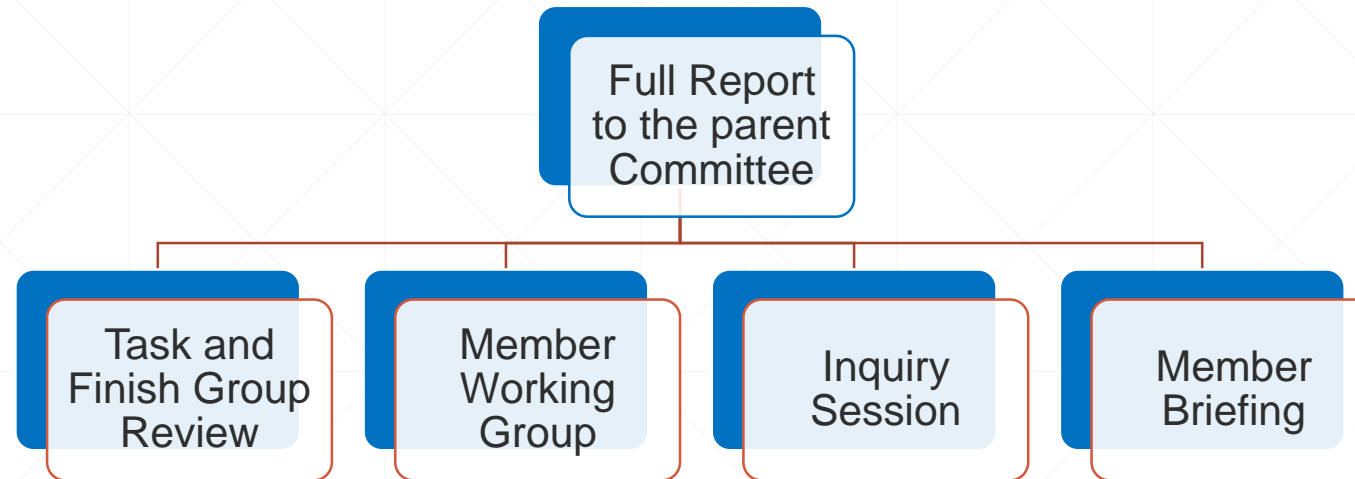 Full Report
to the parent
Committee
Task and
Finish Group
Review
Member
Working
Group
Inquiry
Session
Member
Briefing